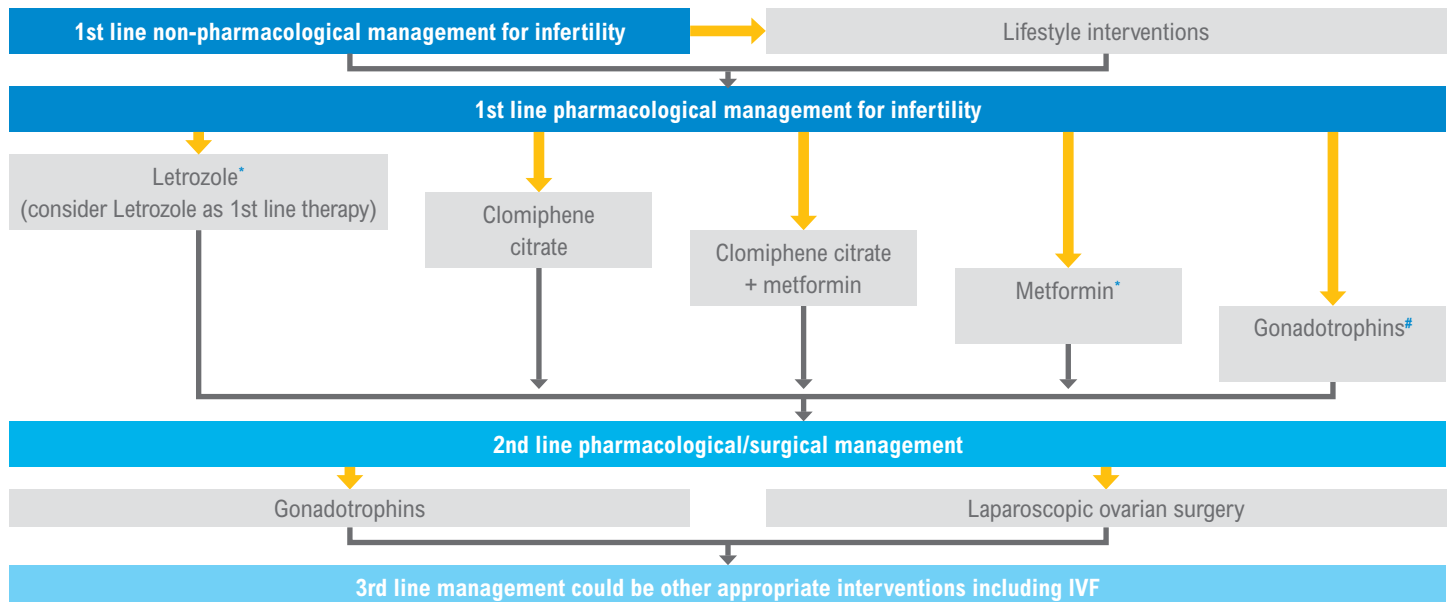 1st line non-pharmacological management for infertility
Lifestyle interventions
1st line pharmacological management for infertility
Letrozole*
(consider Letrozole as 1st line therapy)
Clomiphene
citrate
Clomiphene citrate
+ metformin
Metformin*
Gonadotrophins#
2nd line pharmacological/surgical management
Gonadotrophins
Laparoscopic ovarian surgery
3rd line management could be other appropriate interventions including IVF